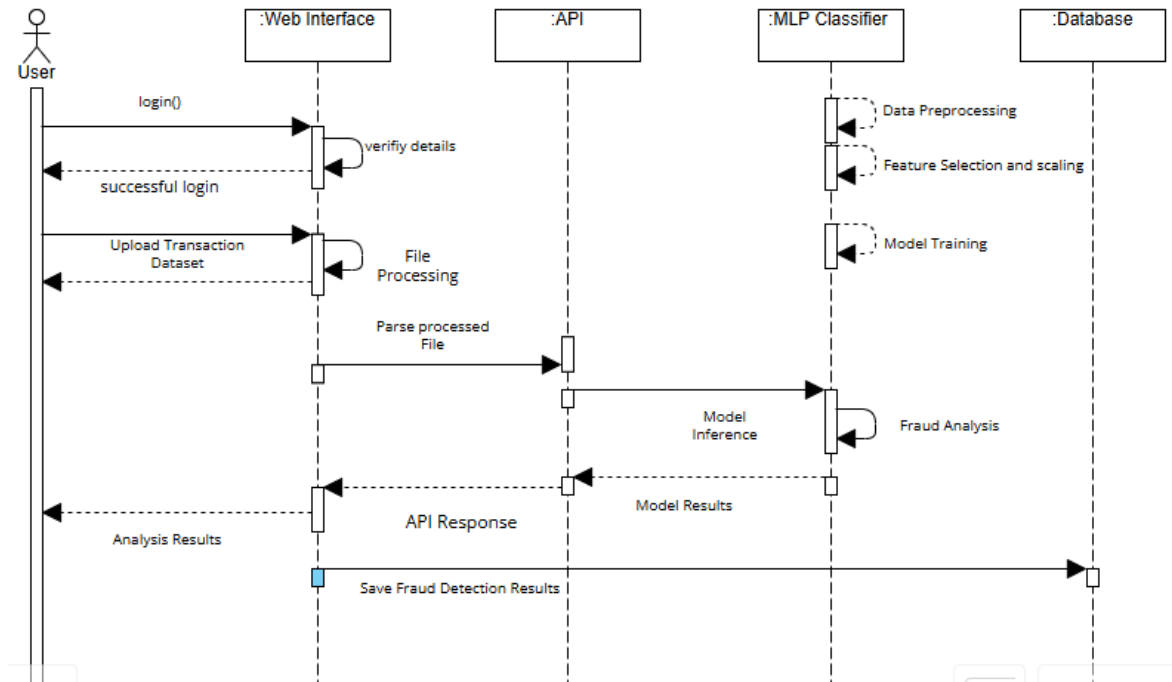 :Web Interface
:API
:MLP Classifier
:Database
User
login()
Data Preprocessing
verifiy details
Feature Selection and scaling
successful login
Upload Transaction
Dataset
File
Processing
Model Training
Parse processed
File
Model
Inference
Fraud Analysis
Model Results
API Response
Analysis Results
Save Fraud Detection Results